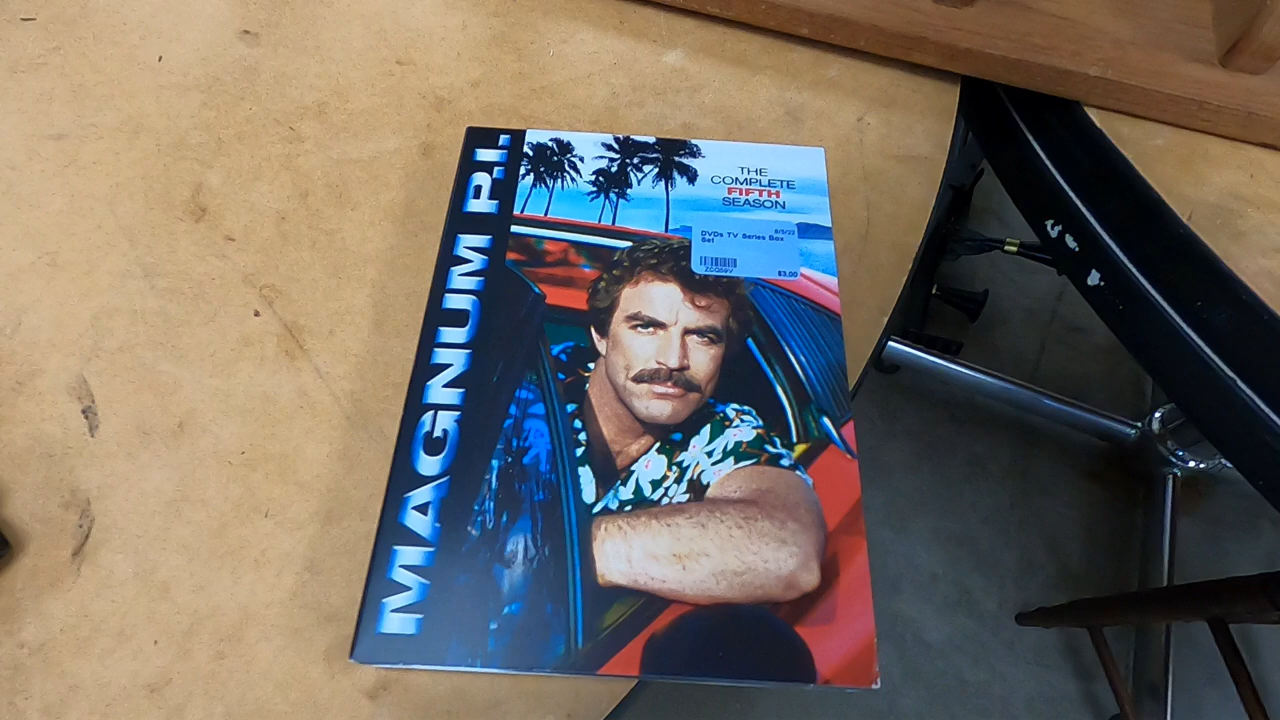 MAGNUM P.I.
THE
COMPLETE
FIFTH
SEASON
DVDs TV Series Box 8/5/23
Set
ZCQ59V
$3.00